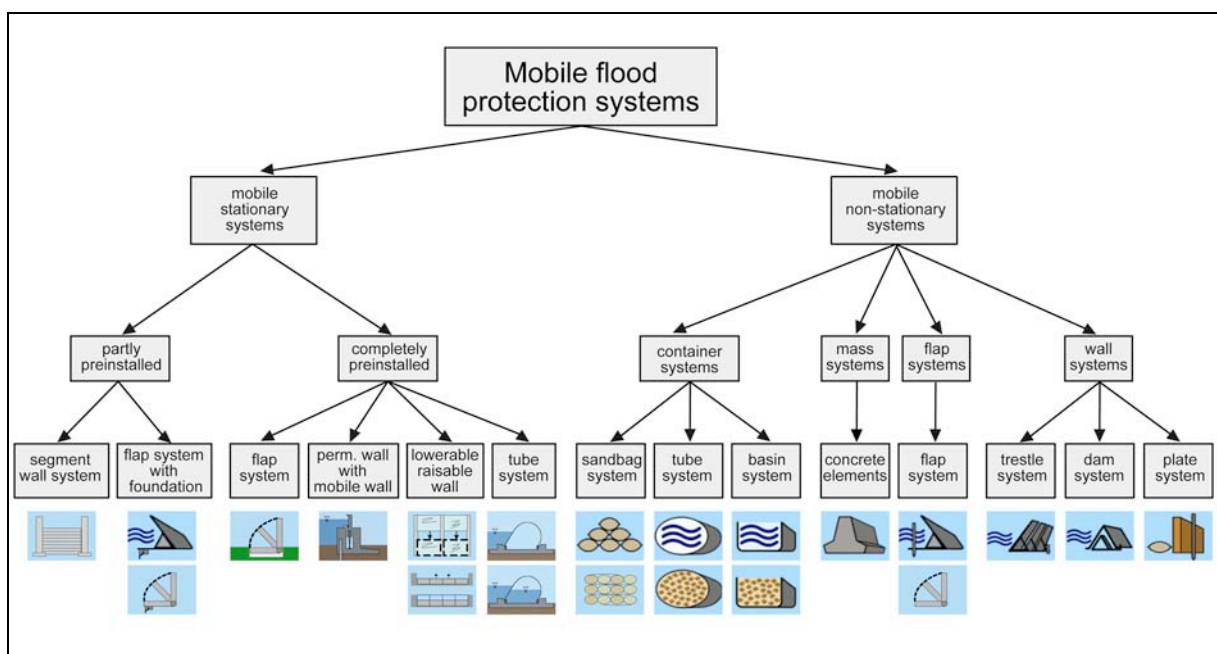 Mobile flood
protection systems
mobile
stationary
systems
mobile
non-stationary
systems
partly
preinstalled
completely
preinstalled
container
systems
mass
systems
flap
systems
wall
systems
segment
wall system
flap system
with
foundation
flap
system
perm. wall
with
mobile wall
lowerable
raisable
wall
tube
system
sandbag
system
tube
system
basin
system
concrete
elements
flap
system
trestle
system
dam
system
plate
system